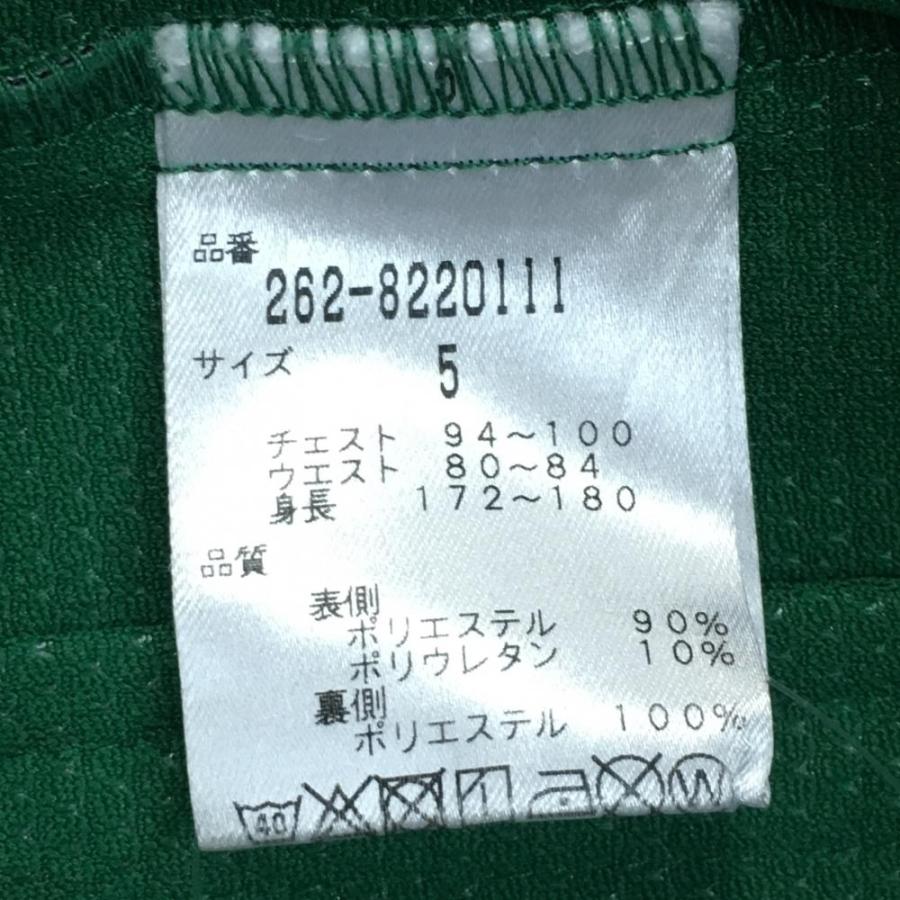 品番
262-8220111
サイズ 5
チェスト 94～100
ウエスト 80～84
身長 172～180
品質
表側
ポリエステル 90%
ポリウレタン 10%
裏側
ポリエステル 100%
40 W